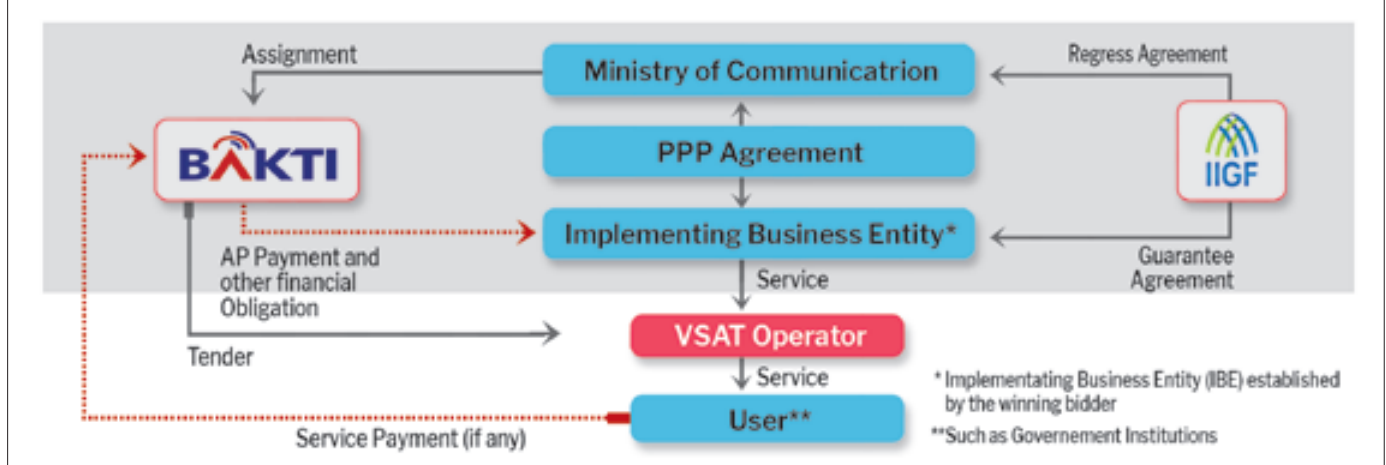 Assignment
Ministry of Communicatrion
Regress Agreement
BAKTI
PPP Agreement
IIGF
Implementing Business Entity*
AP Payment and
other financial
Obligation
Guarantee
Agreement
Service
Tender
VSAT Operator
Service
User**
Service Payment (if any)
* Implementating Business Entity (IBE) established
by the winning bidder
**Such as Governement Institutions